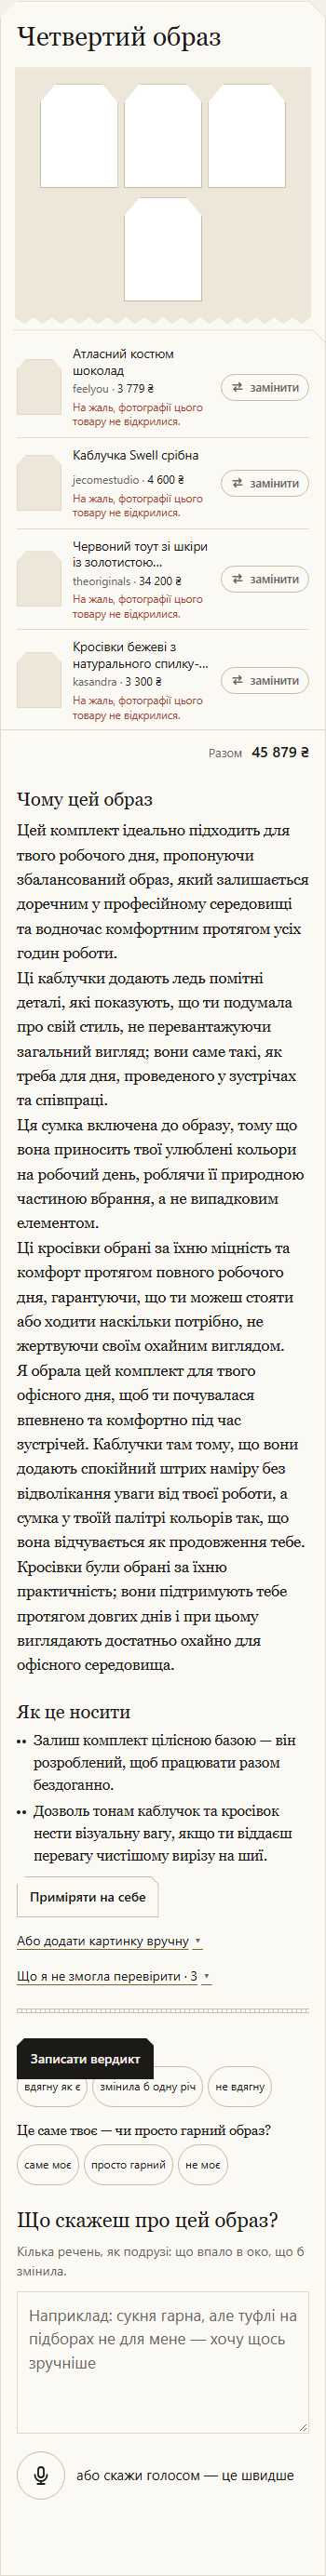 Четвертий образ
Атласний костюм
шоколад
feelyou · 3 779 ₴
На жаль, фотографії цього
товару не відкрилися.
замінити
Каблучка Swell срібна
jecomestudio · 4 600 ₴
На жаль, фотографії цього
товару не відкрилися.
замінити
Червоний тоут зі шкіри
із золотистою...
theoriginals · 34 200 ₴
На жаль, фотографії цього
товару не відкрилися.
замінити
Кросівки бежеві з
натурального спилку-...
kasandra · 3 300 ₴
На жаль, фотографії цього
товару не відкрилися.
замінити
Разом 45 879 ₴
Чому цей образ
Цей комплект ідеально підходить для
твого робочого дня, пропонуючи
збалансований образ, який залишається
доречним у професійному середовищі
та водночас комфортним протягом усіх
годин роботи.
Ці каблучки додають ледь помітні
деталі, які показують, що ти подумала
про свій стиль, не перевантажуючи
загальний вигляд; вони саме такі, як
треба для дня, проведеного у зустрічах
та співпраці.
Ця сумка включена до образу, тому що
вона приносить твої улюблені кольори
на робочий день, роблячи її природною
частиною вбрання, а не випадковим
елементом.
Ці кросівки обрані за їхню міцність та
комфорт протягом повного робочого
дня, гарантуючи, що ти можеш стояти
або ходити наскільки потрібно, не
жертвуючи своїм охайним виглядом.
Я обрала цей комплект для твого
офісного дня, щоб ти почувалася
впевнено та комфортно під час
зустрічей. Каблучки там тому, що вони
додають спокійний штрих наміру без
відволікання уваги від твоєї роботи, а
сумка у твоїй палітрі кольорів так, що
вона відчувається як продовження тебе.
Кросівки були обрані за їхню
практичність; вони підтримують тебе
протягом довгих днів і при цьому
виглядають достатньо охайно для
офісного середовища.
Як це носити
•• Залиш комплект цілісною базою — він
розроблений, щоб працювати разом
бездоганно.
•• Дозволь тонам каблучок та кросівок
нести візуальну вагу, якщо ти віддаєш
перевагу чистішому вирізу на шиї.
Приміряти на себе
Або додати картинку вручну
Що я не змогла перевірити · 3
Записати вердикт
вдягну як є
змінила б одну річ
не вдягну
Це саме твоє — чи просто гарний образ?
саме моє
просто гарний
не моє
Що скажеш про цей образ?
Кілька речень, як подрузі: що впало в око, що б
змінила.
Наприклад: сукня гарна, але туфлі на
підборах не для мене — хочу щось
зручніше
або скажи голосом — це швидше